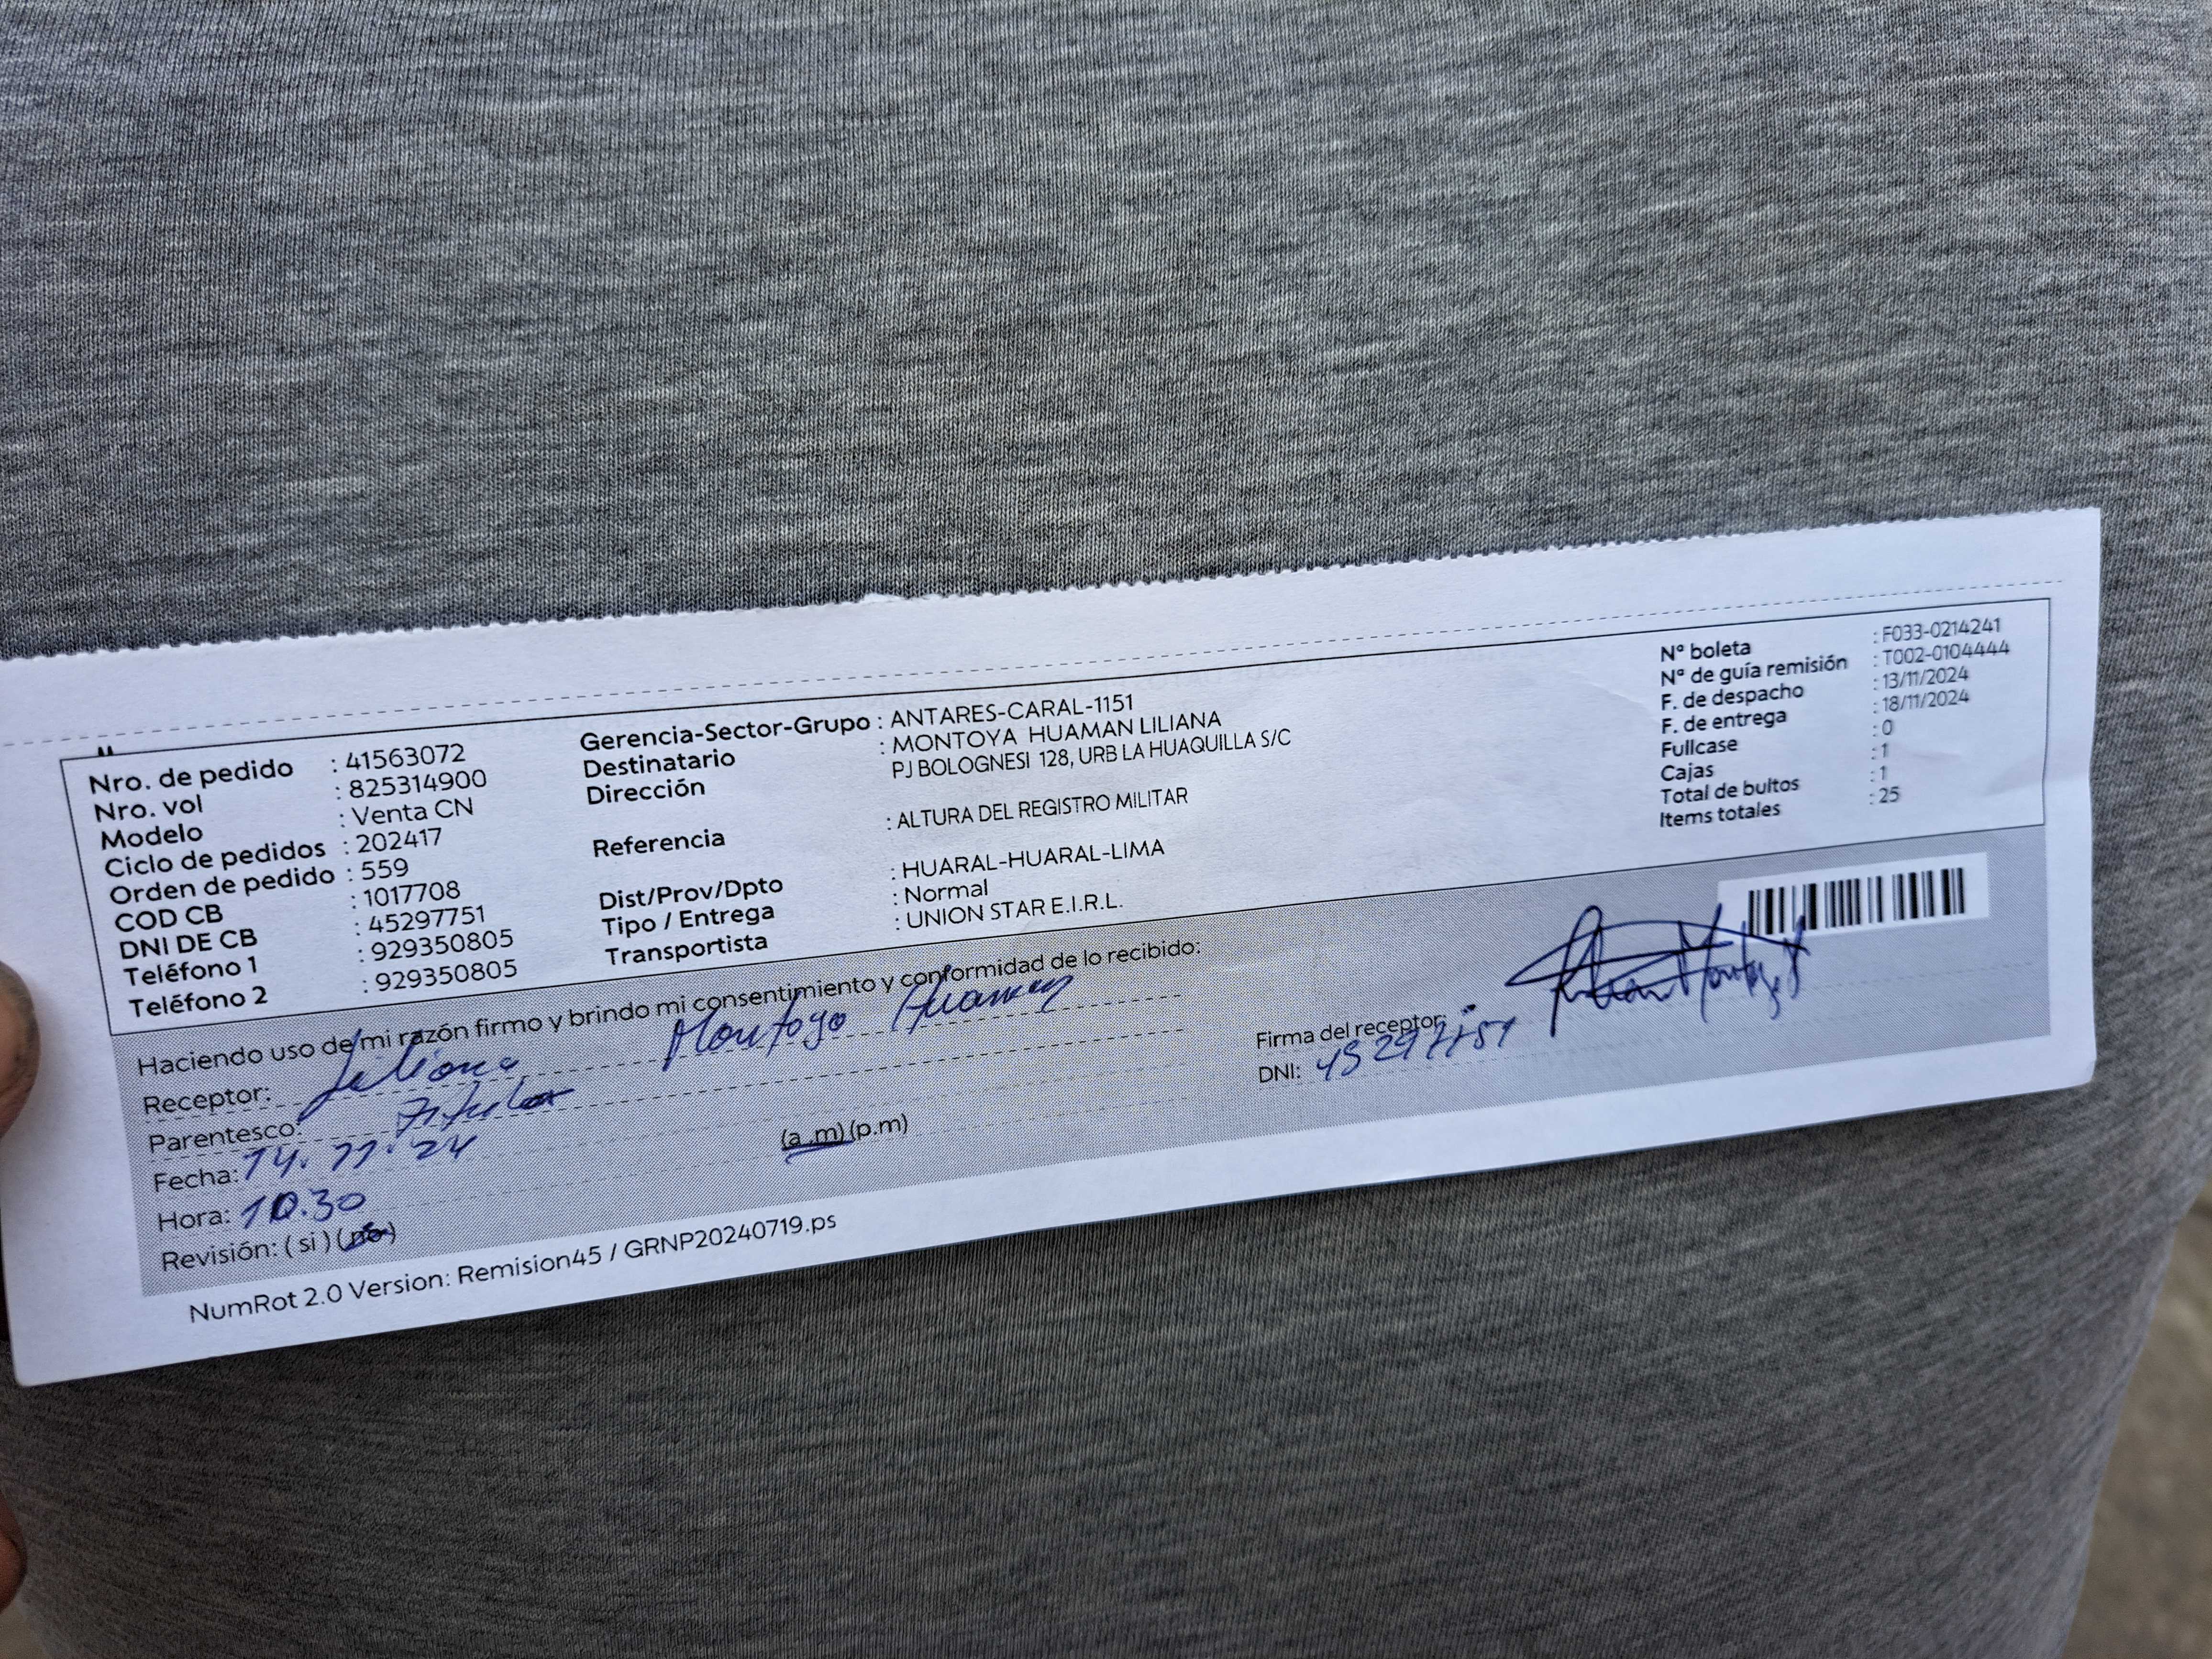 Nro. de pedido : 41563072
Nro. vol : 825314900
Modelo : Venta CN
Ciclo de pedidos : 202417
Orden de pedido : 559
COD CB : 1017708
DNI DE CB : 45297751
Teléfono 1 : 929350805
Teléfono 2 : 929350805
Gerencia-Sector-Grupo : ANTARES-CARAL-1151
Destinatario : MONTOYA HUAMAN LILIANA
Dirección PJ BOLOGNESI 128, URB LA HUAQUILLA S/C
Referencia : ALTURA DEL REGISTRO MILITAR
Dist/Prov/Dpto : HUARAL-HUARAL-LIMA
Tipo / Entrega : Normal
Transportista : UNION STAR E.I.R.L.
Nº boleta : F033-0214241
Nº de guía remisión : T002-0104444
F. de despacho : 13/11/2024
F. de entrega : 18/11/2024
Fullcase : 0
Cajas : 1
Total de bultos : 1
Items totales : 25
Haciendo uso de mi razón firmo y brindo mi consentimiento y conformidad de lo recibido:
Receptor: Liliana Montoya Huaman
Parentesco: Titular
Fecha: 14.11.24
Hora: 10.30 (a .m) (p.m)
Revisión: ( si ) (no)
Firma del receptor:
DNI: 45297751
NumRot 2.0 Version: Remision45 / GRNP20240719.ps